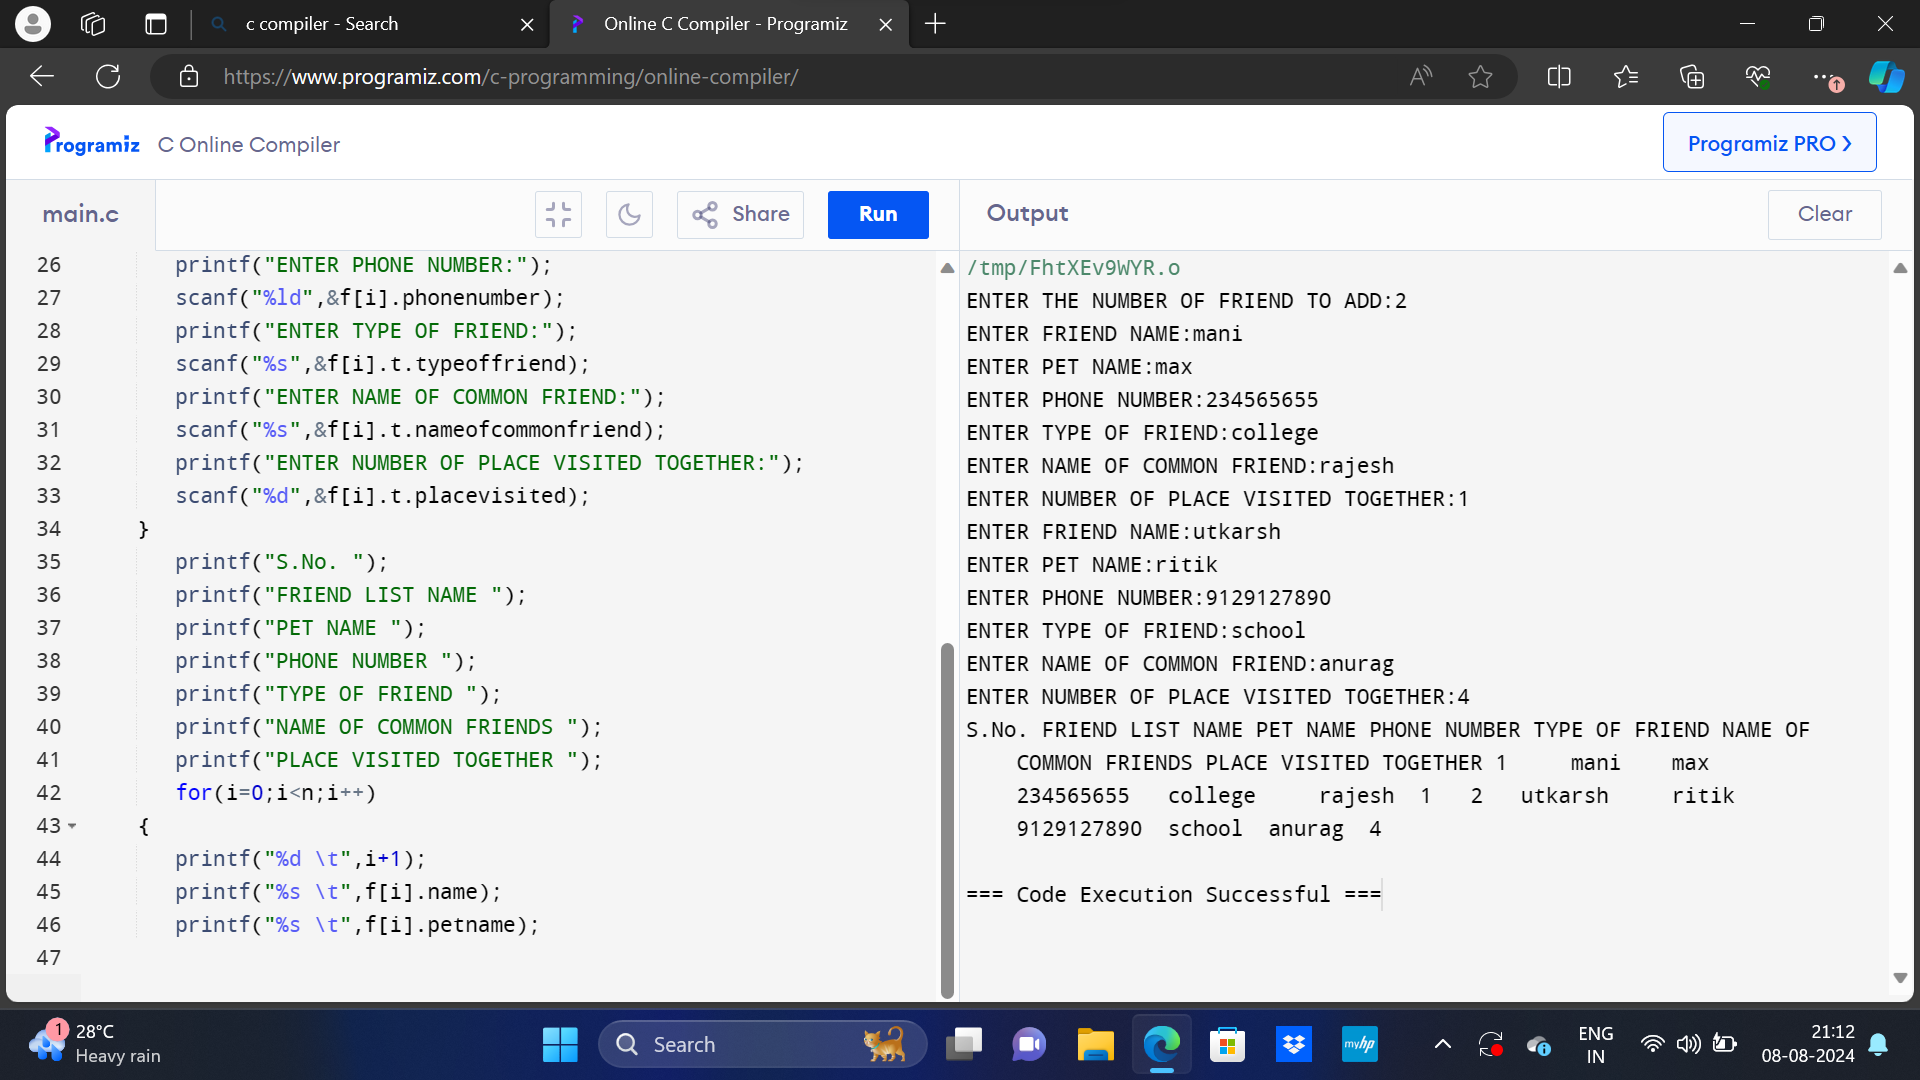 c compiler - Search
Online C Compiler - Programiz
https://www.programiz.com/c-programming/online-compiler/
Programiz C Online Compiler
Programiz PRO
main.c
Share
Run
Output
Clear
26 printf("ENTER PHONE NUMBER:");
27 scanf("%ld",&f[i].phonenumber);
28 printf("ENTER TYPE OF FRIEND:");
29 scanf("%s",&f[i].t.typeoffriend);
30 printf("ENTER NAME OF COMMON FRIEND:");
31 scanf("%s",&f[i].t.nameofcommonfriend);
32 printf("ENTER NUMBER OF PLACE VISITED TOGETHER:");
33 scanf("%d",&f[i].t.placevisited);
34 }
35 printf("S.No. ");
36 printf("FRIEND LIST NAME ");
37 printf("PET NAME ");
38 printf("PHONE NUMBER ");
39 printf("TYPE OF FRIEND ");
40 printf("NAME OF COMMON FRIENDS ");
41 printf("PLACE VISITED TOGETHER ");
42 for(i=0;i<n;i++)
43 {
44 printf("%d \t",i+1);
45 printf("%s \t",f[i].name);
46 printf("%s \t",f[i].petname);
47
/tmp/FhtXEv9WYR.o
ENTER THE NUMBER OF FRIEND TO ADD:2
ENTER FRIEND NAME:mani
ENTER PET NAME:max
ENTER PHONE NUMBER:234565655
ENTER TYPE OF FRIEND:college
ENTER NAME OF COMMON FRIEND:rajesh
ENTER NUMBER OF PLACE VISITED TOGETHER:1
ENTER FRIEND NAME:utkarsh
ENTER PET NAME:ritik
ENTER PHONE NUMBER:9129127890
ENTER TYPE OF FRIEND:school
ENTER NAME OF COMMON FRIEND:anurag
ENTER NUMBER OF PLACE VISITED TOGETHER:4
S.No. FRIEND LIST NAME PET NAME PHONE NUMBER TYPE OF FRIEND NAME OF
COMMON FRIENDS PLACE VISITED TOGETHER 1 mani max
234565655 college rajesh 1 2 utkarsh ritik
9129127890 school anurag 4
=== Code Execution Successful ===
1
28°C
Heavy rain
Search
myhp
ENG
IN
21:12
08-08-2024